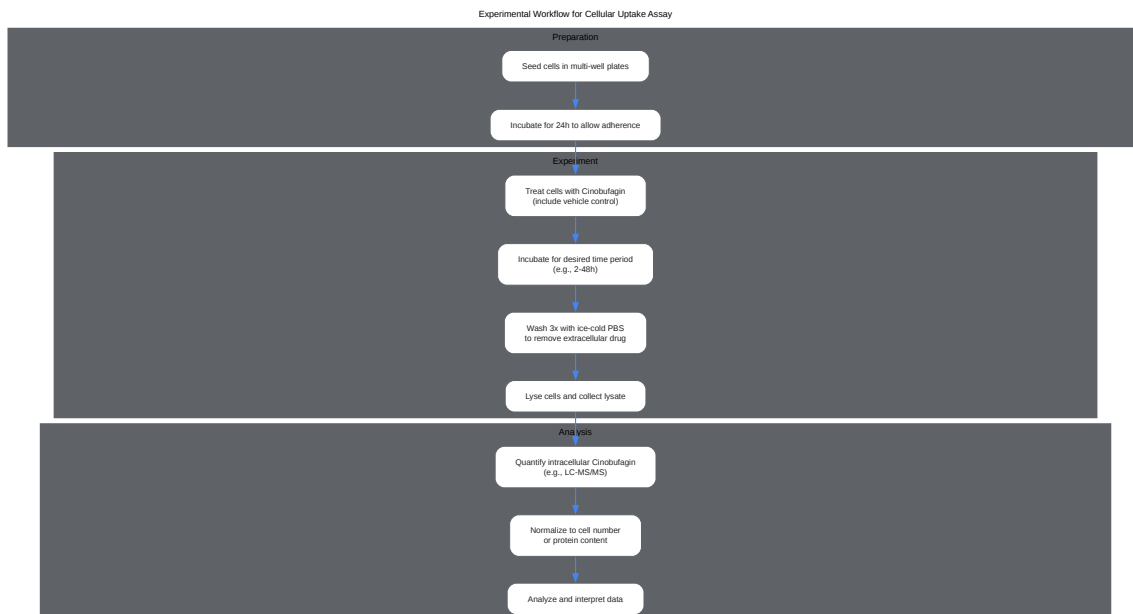 Experimental Workflow for Cellular Uptake Assay
Preparation
Seed cells in multi-well plates
Incubate for 24h to allow adherence
Experiment
Treat cells with Cinobufagin
(include vehicle control)
Incubate for desired time period
(e.g., 2-48h)
Wash 3x with ice-cold PBS
to remove extracellular drug
Lyse cells and collect lysate
Analysis
Quantify intracellular Cinobufagin
(e.g., LC-MS/MS)
Normalize to cell number
or protein content
Analyze and interpret data